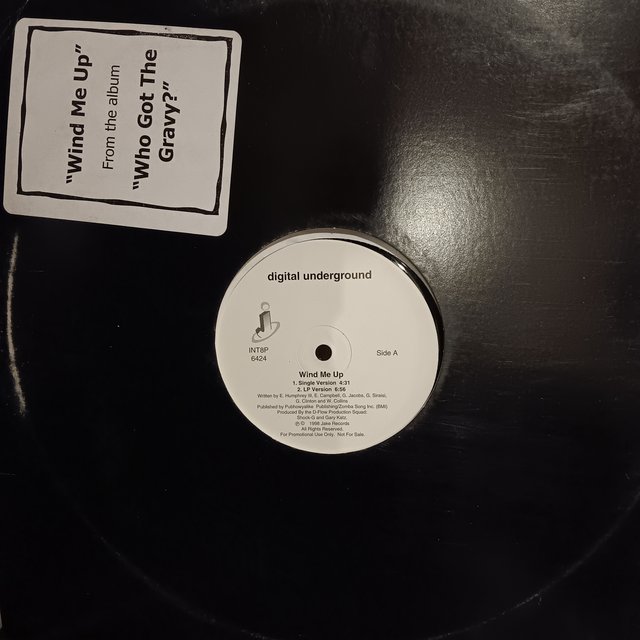 "Wind Me Up"
From the album
"Who Got The
Gravy?"
digital underground
INT8P
6424
Side A
Wind Me Up
1. Single Version 4:31
2. LP Version 6:56
Written by E. Humphrey III, E. Campbell, G. Jacobs, G. Siraisi,
G. Clinton and W. Collins
Published by Pubhowyalike Publishing/Zomba Song Inc. (BMI)
Produced By the D-Flow Production Squad:
Shock-G and Gary Katz.
℗ © 1998 Jake Records
All Rights Reserved.
For Promotional Use Only. Not For Sale.